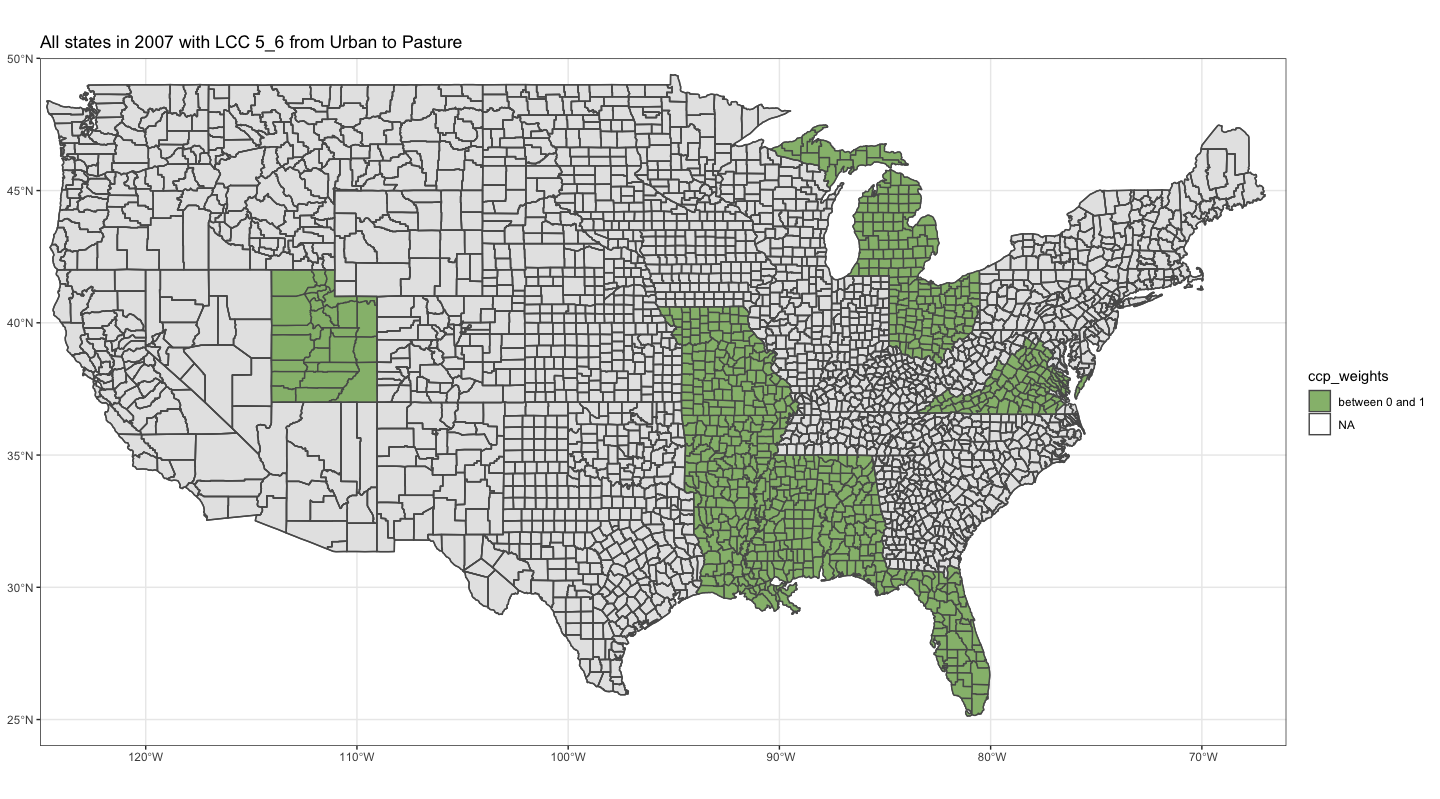 All states in 2007 with LCC 5_6 from Urban to Pasture
50°N
45°N
40°N
35°N
30°N
25°N
120°W
110°W
100°W
90°W
80°W
70°W
ccp_weights
between 0 and 1
NA